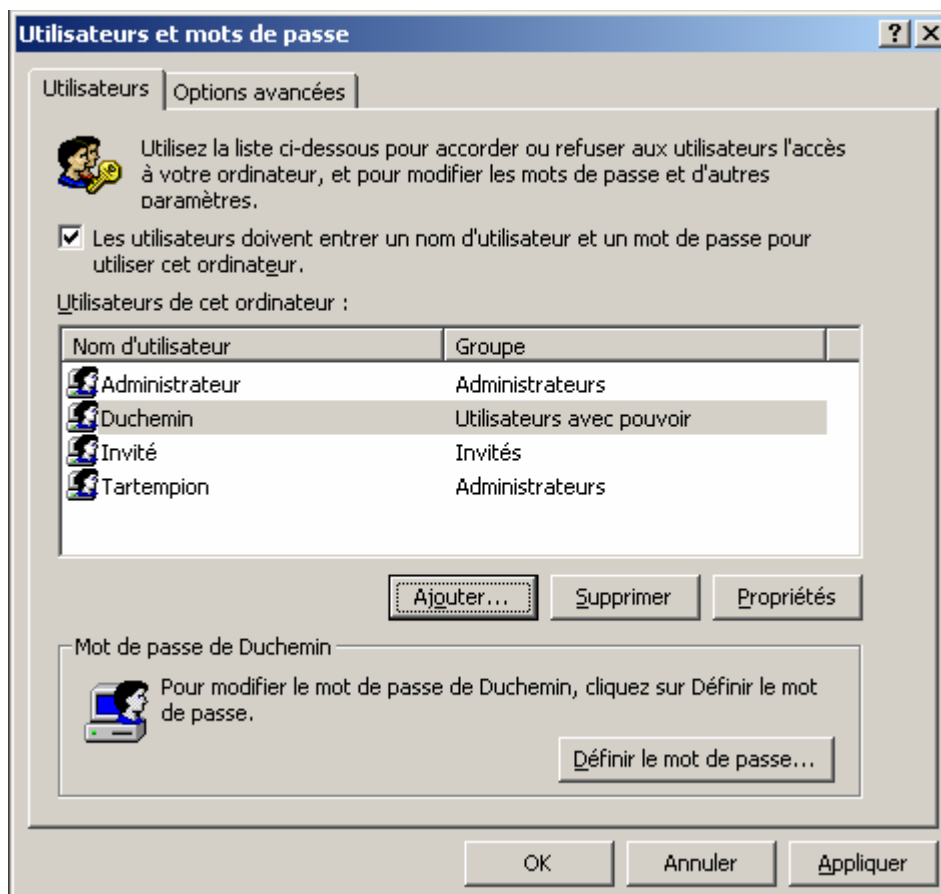 Utilisateurs et mots de passe
Utilisateurs
Options avancées
Utilisez la liste ci-dessous pour accorder ou refuser aux utilisateurs l'accès
à votre ordinateur, et pour modifier les mots de passe et d'autres
paramètres.
Les utilisateurs doivent entrer un nom d'utilisateur et un mot de passe pour
utiliser cet ordinateur.
Utilisateurs de cet ordinateur :
Nom d'utilisateur Groupe
Administrateur Administrateurs
Duchemin Utilisateurs avec pouvoir
Invité Invités
Tartempion Administrateurs
Ajouter... Supprimer Propriétés
Mot de passe de Duchemin
Pour modifier le mot de passe de Duchemin, cliquez sur Définir le mot
de passe.
Définir le mot de passe...
OK Annuler Appliquer